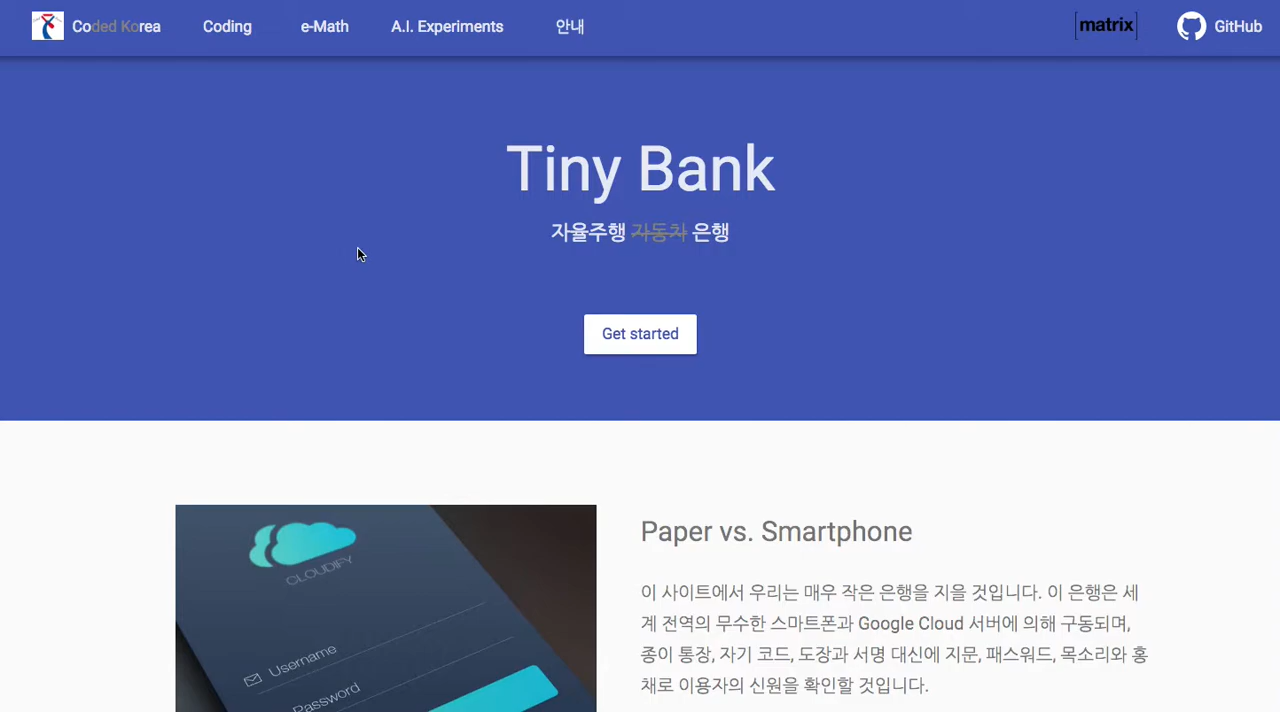 Coded Korea Coding e-Math A.I. Experiments 안내 matrix GitHub
Tiny Bank
자율주행 자동차 은행
Get started
CLOUDIFY
Username
Password
Paper vs. Smartphone
이 사이트에서 우리는 매우 작은 은행을 지을 것입니다. 이 은행은 세
계 전역의 무수한 스마트폰과 Google Cloud 서버에 의해 구동되며,
종이 통장, 자기 코드, 도장과 서명 대신에 지문, 패스워드, 목소리와 홍
채로 이용자의 신원을 확인할 것입니다.